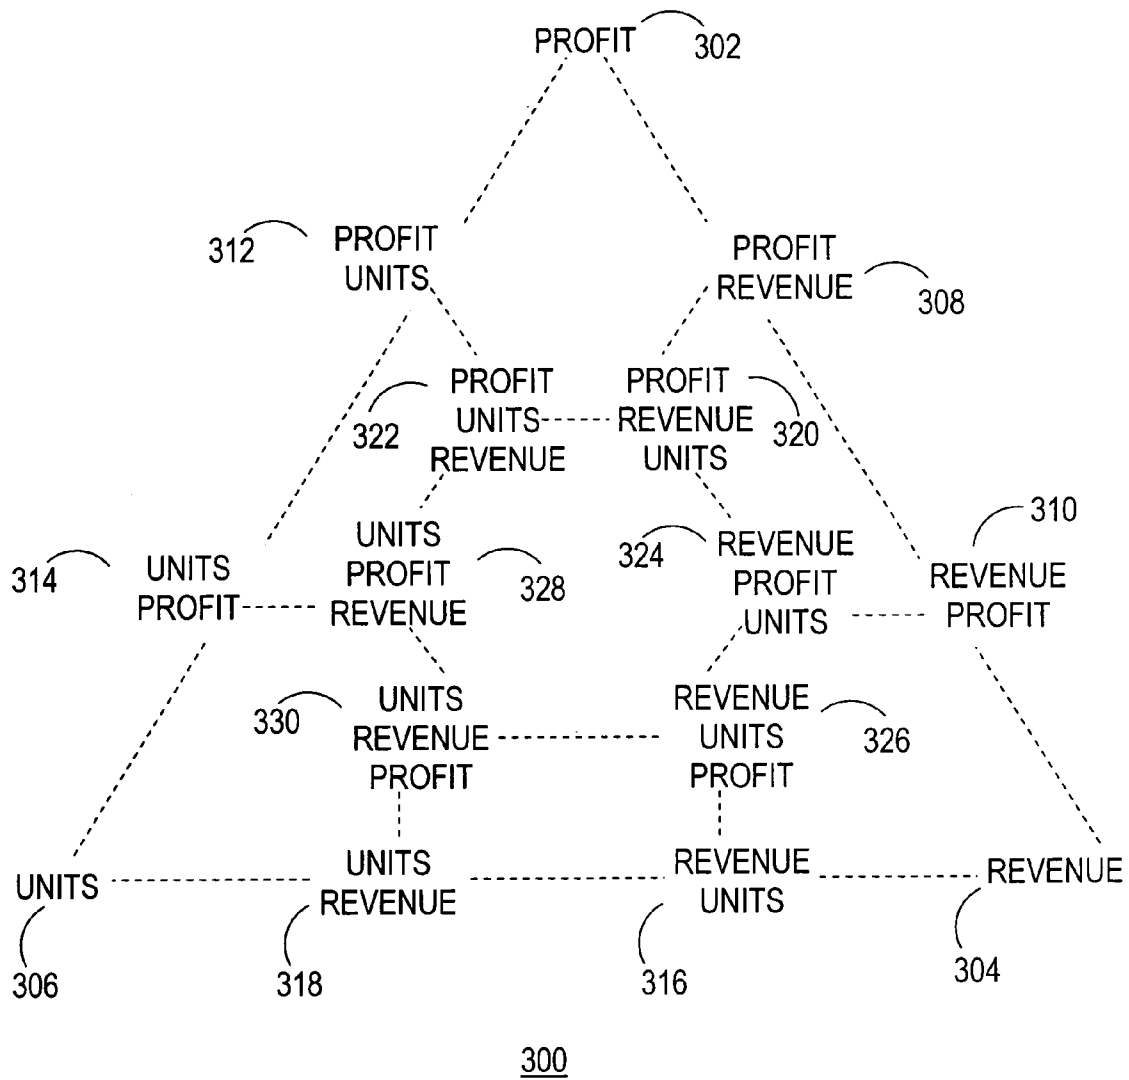 PROFIT
302
312
PROFIT
UNITS
PROFIT
REVENUE
308
322
PROFIT
UNITS
REVENUE
PROFIT
REVENUE
UNITS
320
314
UNITS
PROFIT
UNITS
PROFIT
REVENUE
328
324
REVENUE
PROFIT
UNITS
310
REVENUE
PROFIT
330
UNITS
REVENUE
PROFIT
REVENUE
UNITS
PROFIT
326
UNITS
306
UNITS
REVENUE
318
REVENUE
UNITS
316
REVENUE
304
300